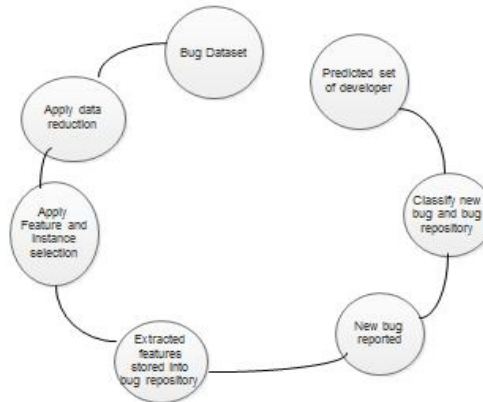 Bug Dataset
Apply data
reduction
Apply
Feature and
Instance
selection
Extracted
features
stored into
bug repository
New bug
reported
Classify new
bug and bug
repository
Predicted set
of developer